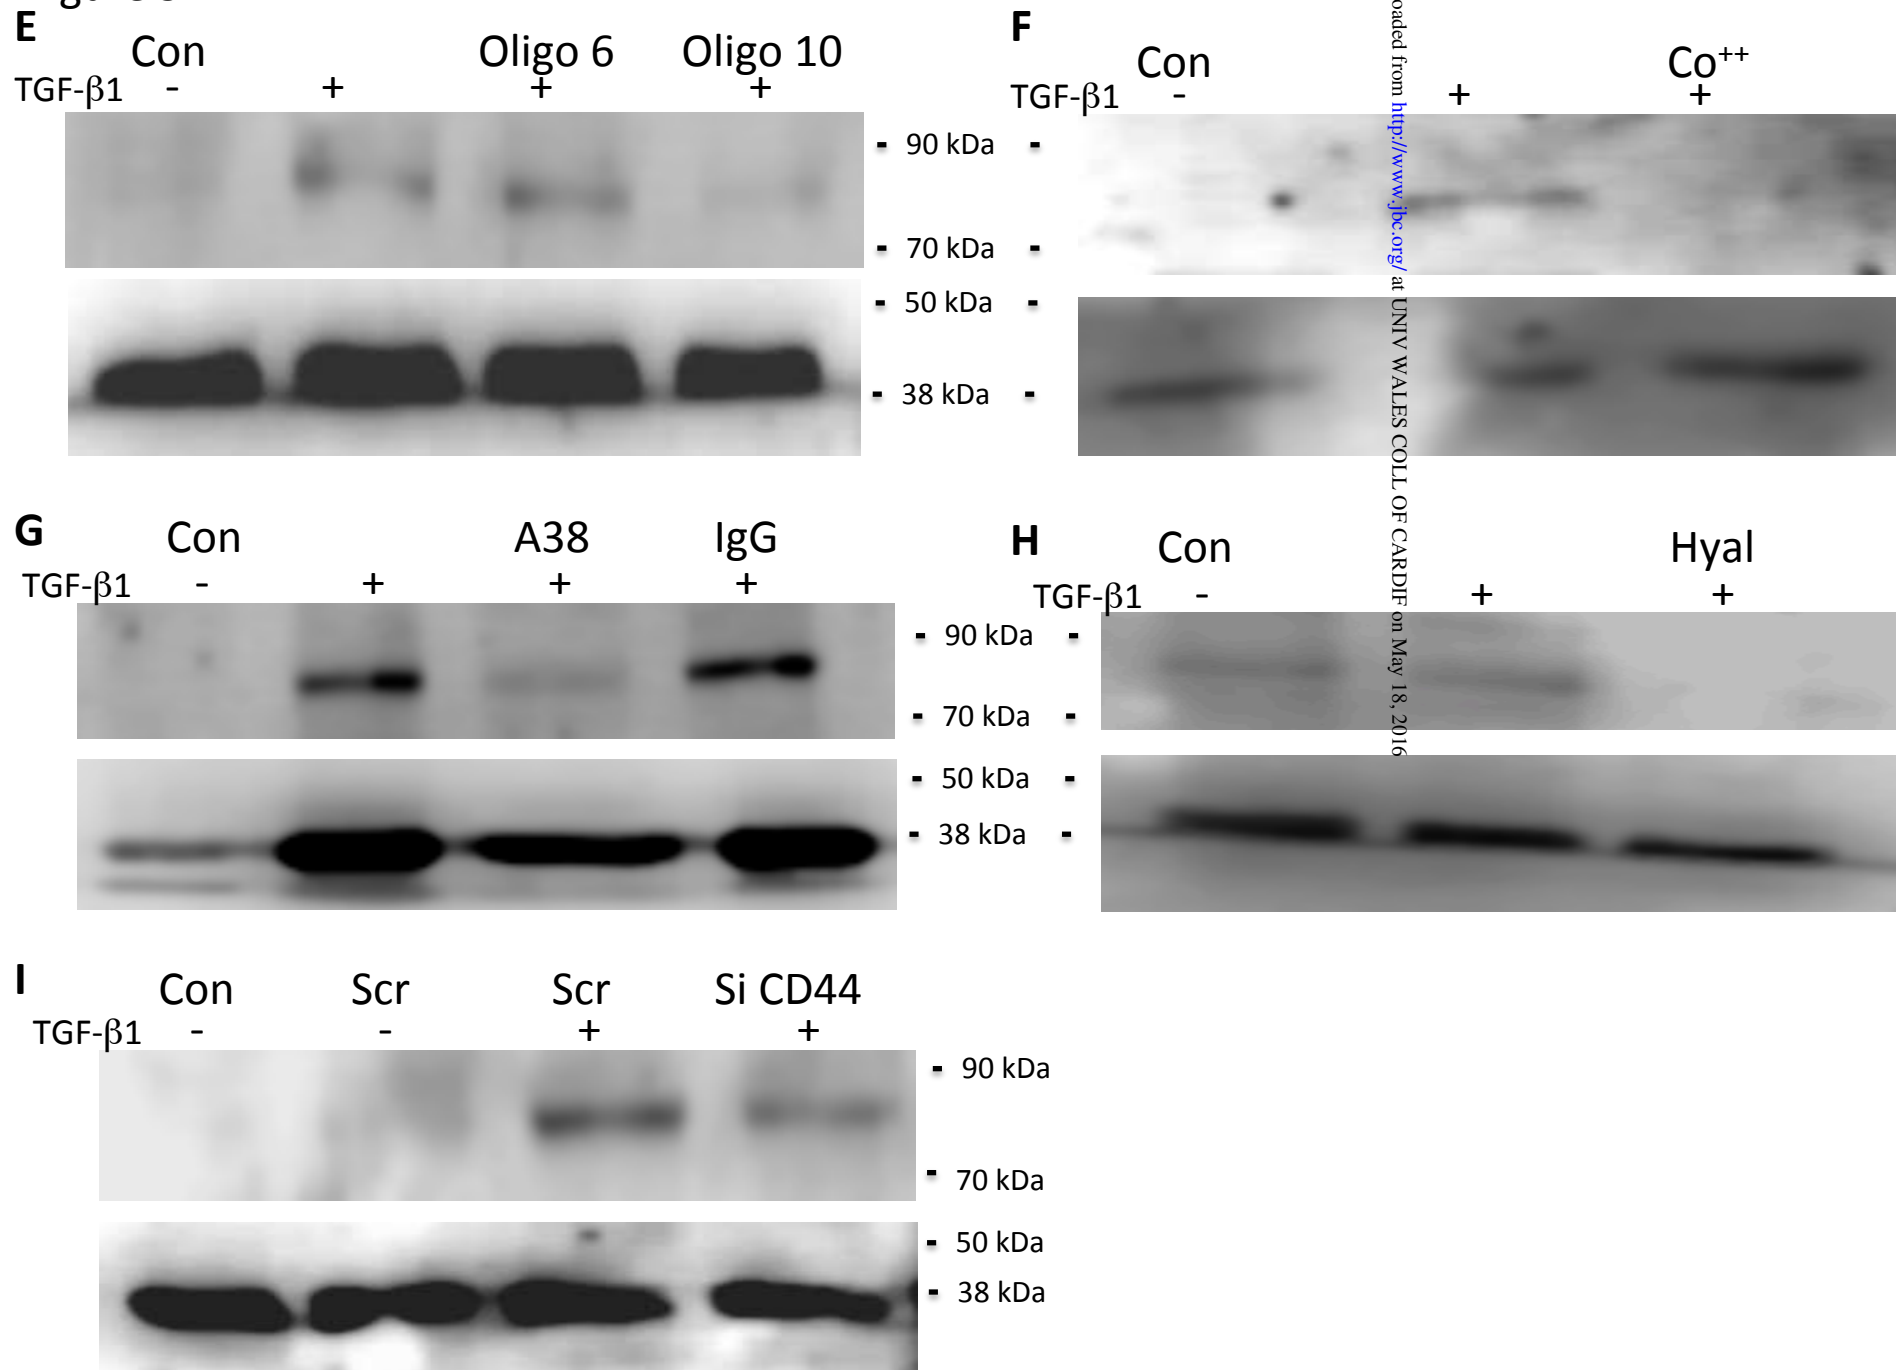 E
Con Oligo 6 Oligo 10
TGF-β1 - + + +
- 90 kDa -
- 70 kDa -
- 50 kDa -
- 38 kDa -
F
Con Co++
TGF-β1 - + +
oaded from http://www.jbc.org/ at UNIV WALES COLL OF CARDIF on May 18, 2016
G
Con A38 IgG
TGF-β1 - + + +
- 90 kDa -
- 70 kDa -
- 50 kDa -
- 38 kDa -
H
Con Hyal
TGF-β1 - + +
I
Con Scr Scr Si CD44
TGF-β1 - - + +
- 90 kDa
- 70 kDa
- 50 kDa
- 38 kDa